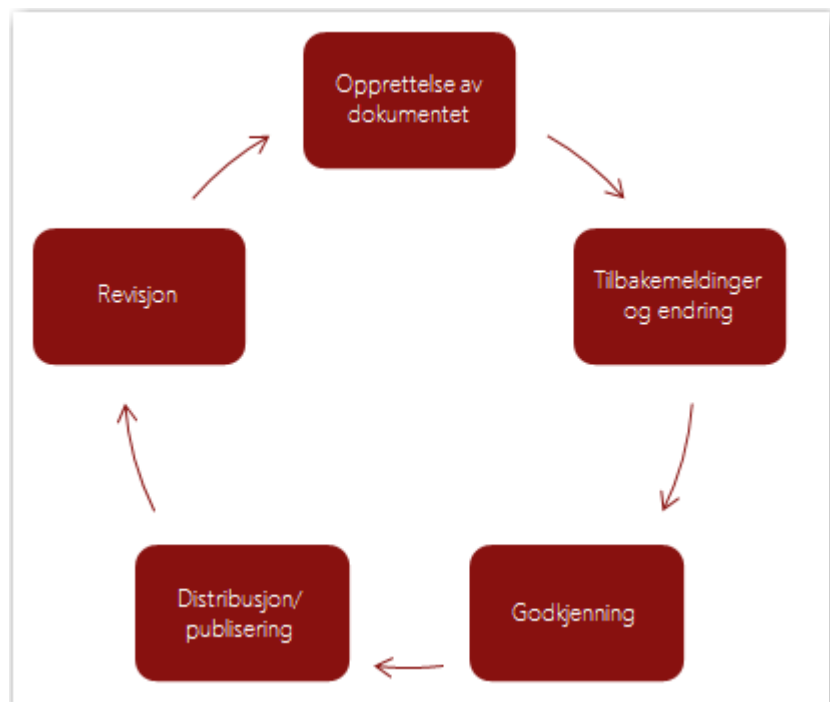 Opprettelse av
dokumentet
Tilbakemeldinger
og endring
Godkjenning
Distribusjon/
publisering
Revisjon